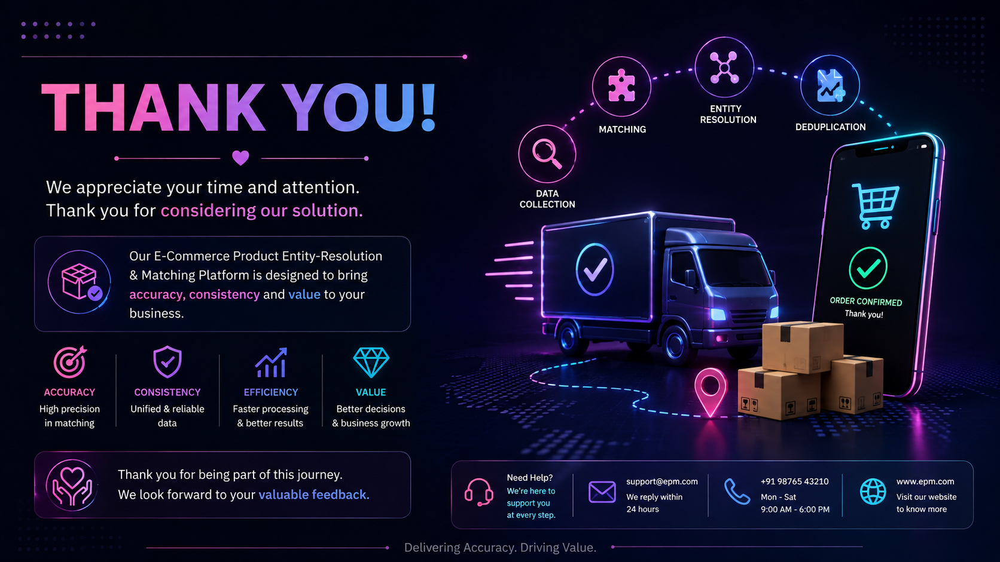 THANK YOU!
We appreciate your time and attention.
Thank you for considering our solution.
Our E-Commerce Product Entity-Resolution
& Matching Platform is designed to bring
accuracy, consistency and value to your
business.
ACCURACY
High precision
in matching
CONSISTENCY
Unified & reliable
data
EFFICIENCY
Faster processing
& better results
VALUE
Better decisions
& business growth
Thank you for being part of this journey.
We look forward to your valuable feedback.
DATA
COLLECTION
MATCHING
ENTITY
RESOLUTION
DEDUPLICATION
ORDER CONFIRMED
Thank you!
Need Help?
We're here to
support you
at every step.
support@epm.com
We reply within
24 hours
+91 98765 43210
Mon - Sat
9:00 AM - 6:00 PM
www.epm.com
Visit our website
to know more
Delivering Accuracy. Driving Value.